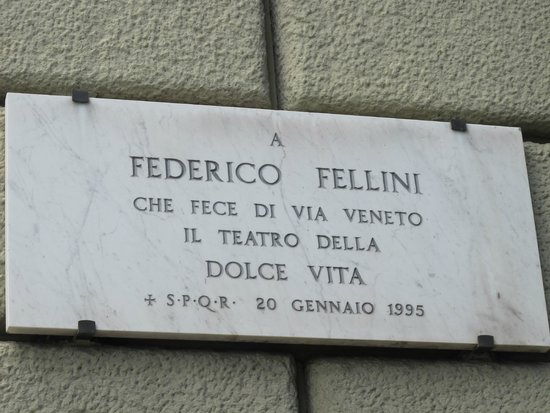 A
FEDERICO FELLINI
CHE FECE DI VIA VENETO
IL TEATRO DELLA
DOLCE VITA
✝ S·P·Q·R· 20 GENNAIO 1995